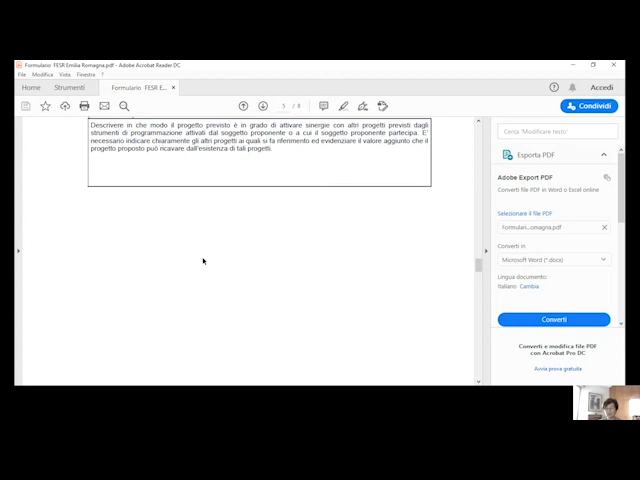 Formulario FESR Emilia Romagna.pdf - Adobe Acrobat Reader DC
File Modifica Vista Finestra ?
Home Strumenti Formulario FESR E... × Accedi
5 / 8 Condividi
Descrivere in che modo il progetto previsto è in grado di attivare sinergie con altri progetti previsti dagli
strumenti di programmazione attivati dal soggetto proponente o a cui il soggetto proponente partecipa. E'
necessario indicare chiaramente gli altri progetti ai quali si fa riferimento ed evidenziare il valore aggiunto che il
progetto proposto può ricavare dall'esistenza di tali progetti.
Cerca 'Modificare testo'
Esporta PDF
Adobe Export PDF
Converti file PDF in Word o Excel online
Selezionare il file PDF
Formulari...omagna.pdf
Converti in
Microsoft Word (*.docx)
Lingua documento:
Italiano Cambia
Converti
Converti e modifica file PDF
con Acrobat Pro DC
Avvia prova gratuita